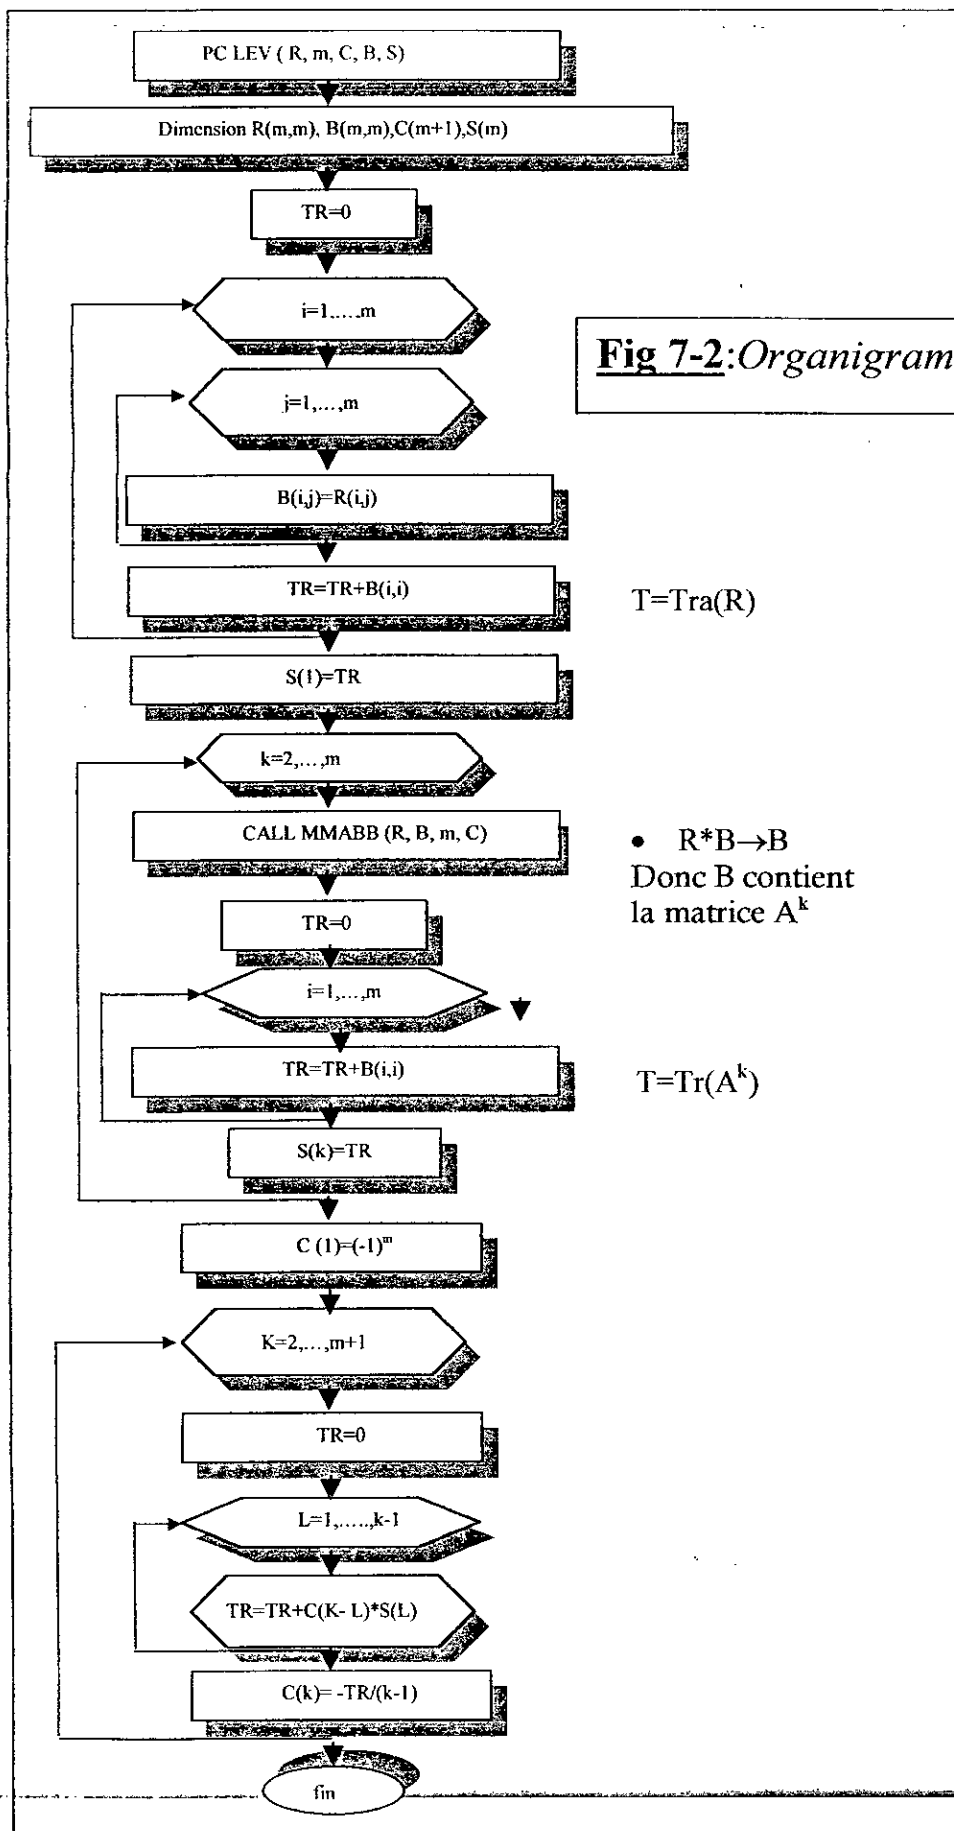 PC LEV ( R, m, C, B, S)
Dimension R(m,m), B(m,m),C(m+1),S(m)
TR=0
i=1,…,m
Fig 7-2:Organigram
j=1,…,m
B(i,j)=R(i,j)
TR=TR+B(i,i)
T=Tra(R)
S(1)=TR
k=2,…,m
CALL MMABB (R, B, m, C)
• R*B→B
Donc B contient
la matrice Aᵏ
TR=0
i=1,…,m
TR=TR+B(i,i)
T=Tr(Aᵏ)
S(k)=TR
C (1)=(-1)ᵐ
K=2,…,m+1
TR=0
L=1,…..,k-1
TR=TR+C(K- L)*S(L)
C(k)= -TR/(k-1)
fin